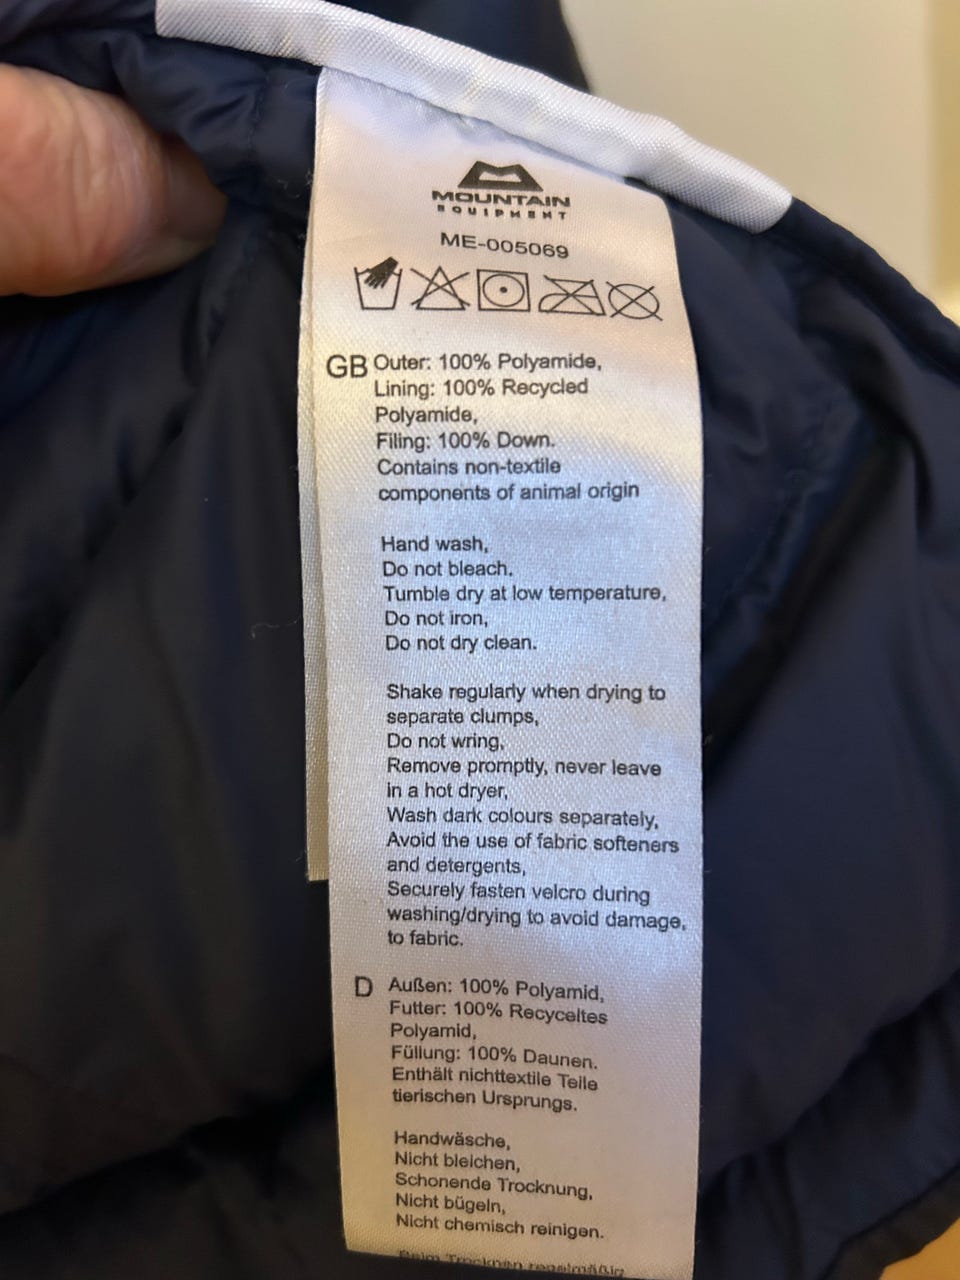 MOUNTAIN
EQUIPMENT
ME-005069
GB Outer: 100% Polyamide,
Lining: 100% Recycled
Polyamide,
Filing: 100% Down.
Contains non-textile
components of animal origin
Hand wash,
Do not bleach.
Tumble dry at low temperature,
Do not iron,
Do not dry clean.
Shake regularly when drying to
separate clumps,
Do not wring,
Remove promptly, never leave
in a hot dryer,
Wash dark colours separately,
Avoid the use of fabric softeners
and detergents,
Securely fasten velcro during
washing/drying to avoid damage,
to fabric.
D Außen: 100% Polyamid,
Futter: 100% Recyceltes
Polyamid,
Füllung: 100% Daunen.
Enthält nichttextile Teile
tierischen Ursprungs.
Handwäsche,
Nicht bleichen,
Schonende Trocknung,
Nicht bügeln,
Nicht chemisch reinigen.
Beim Trocknen regelmäßig